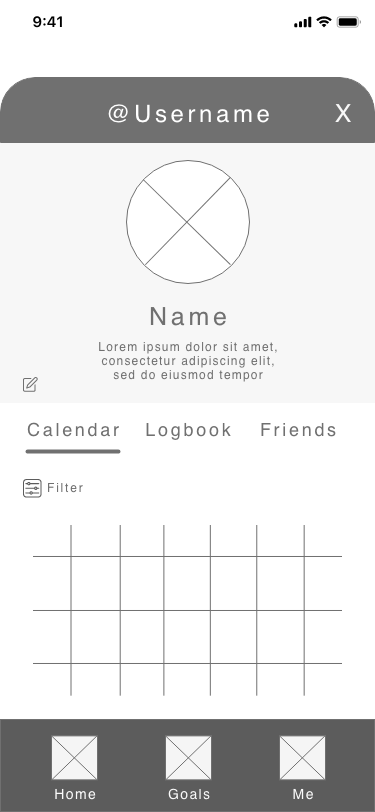 9:41
@Username X
Name
Lorem ipsum dolor sit amet,
consectetur adipiscing elit,
sed do eiusmod tempor
Calendar Logbook Friends
Filter
Home Goals Me